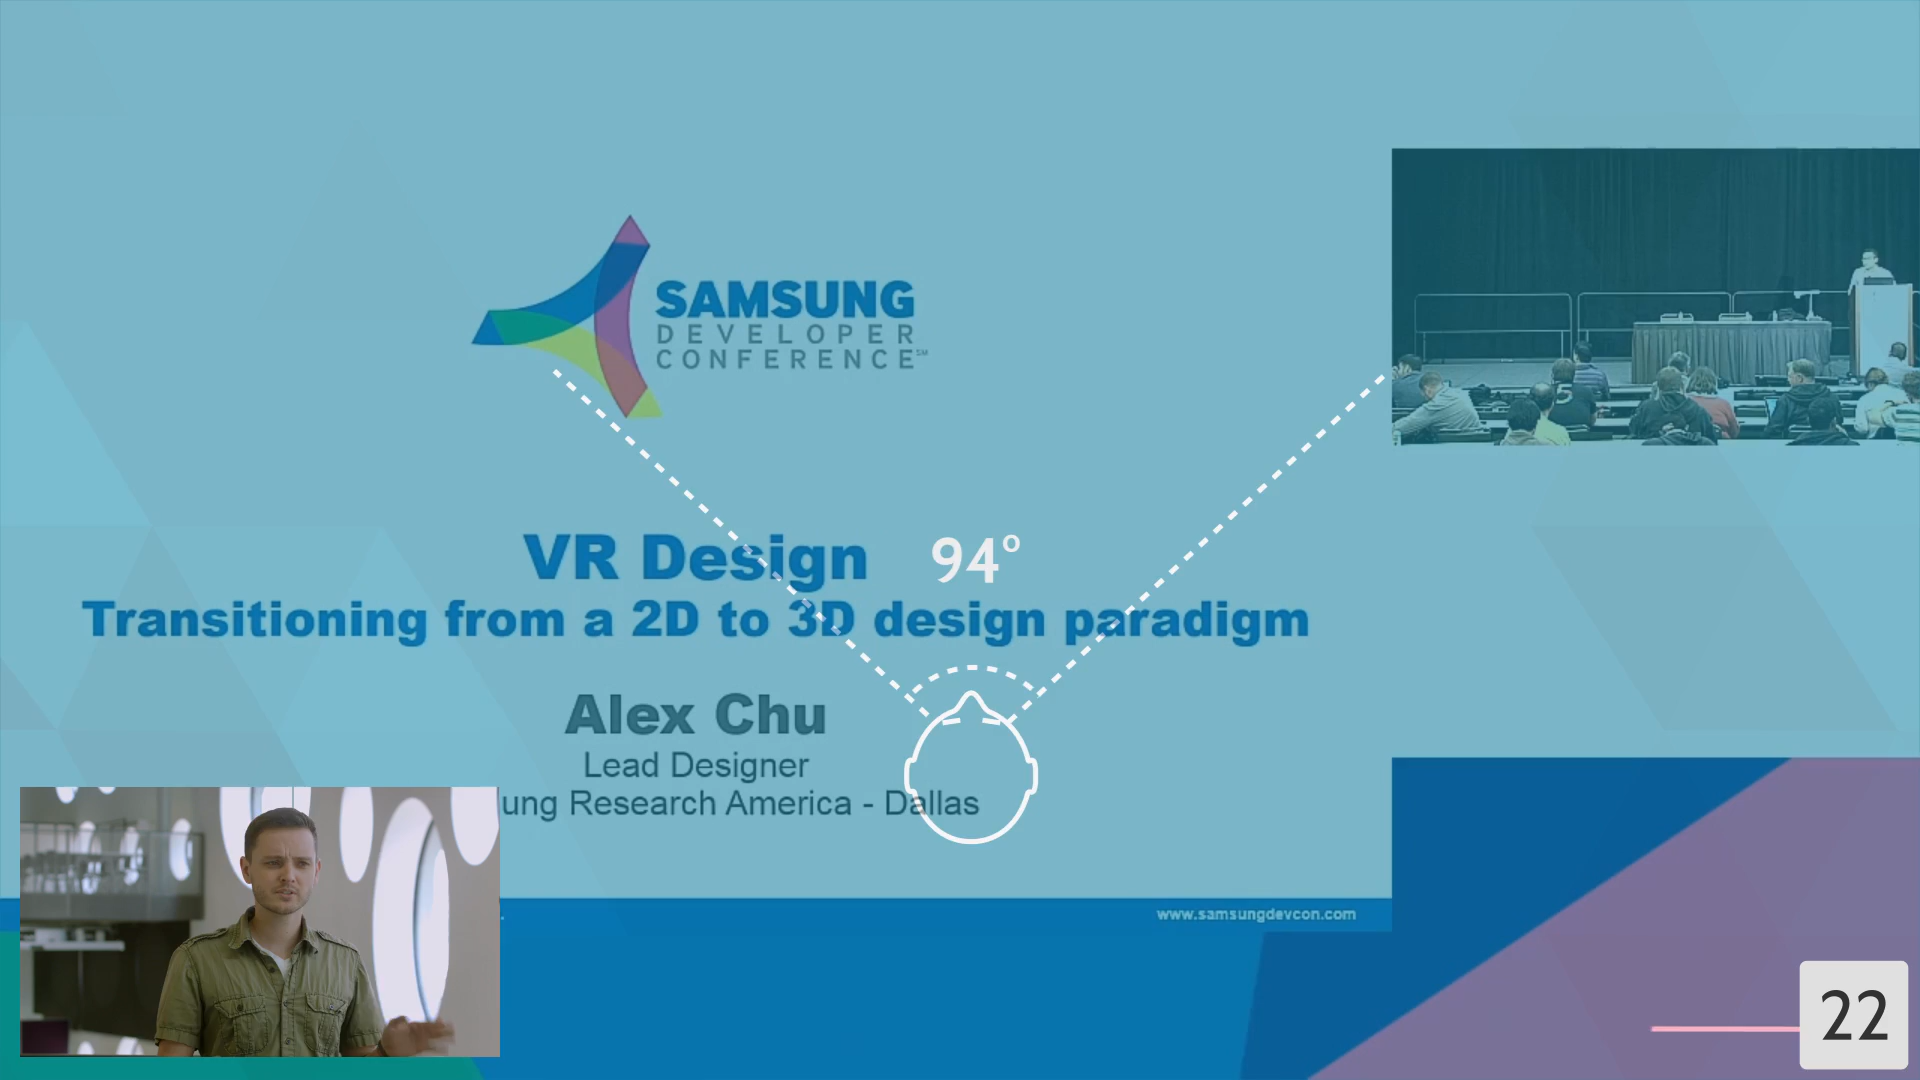 SAMSUNG
DEVELOPER
CONFERENCE℠
VR Design
94°
Transitioning from a 2D to 3D design paradigm
Alex Chu
Lead Designer
ung Research America - Dallas
www.samsungdevcon.com
22